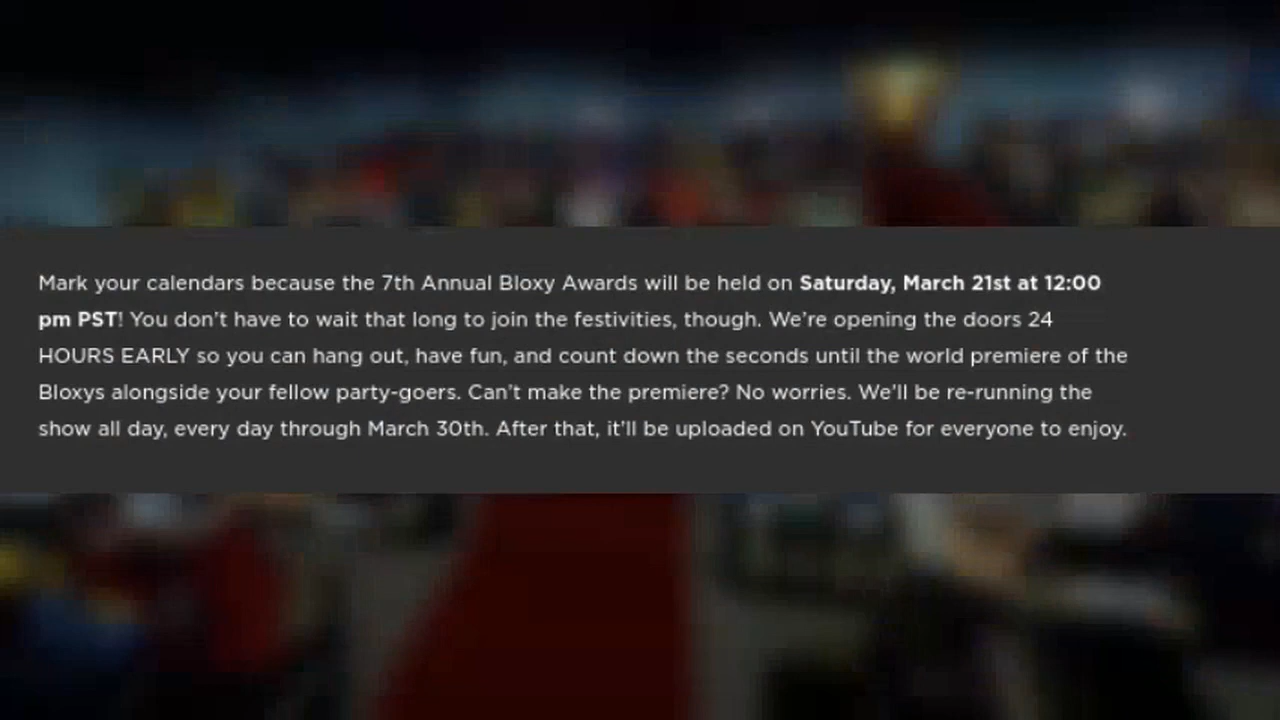 Mark your calendars because the 7th Annual Bloxy Awards will be held on Saturday, March 21st at 12:00
pm PST! You don't have to wait that long to join the festivities, though. We're opening the doors 24
HOURS EARLY so you can hang out, have fun, and count down the seconds until the world premiere of the
Bloxys alongside your fellow party-goers. Can't make the premiere? No worries. We'll be re-running the
show all day, every day through March 30th. After that, it'll be uploaded on YouTube for everyone to enjoy.